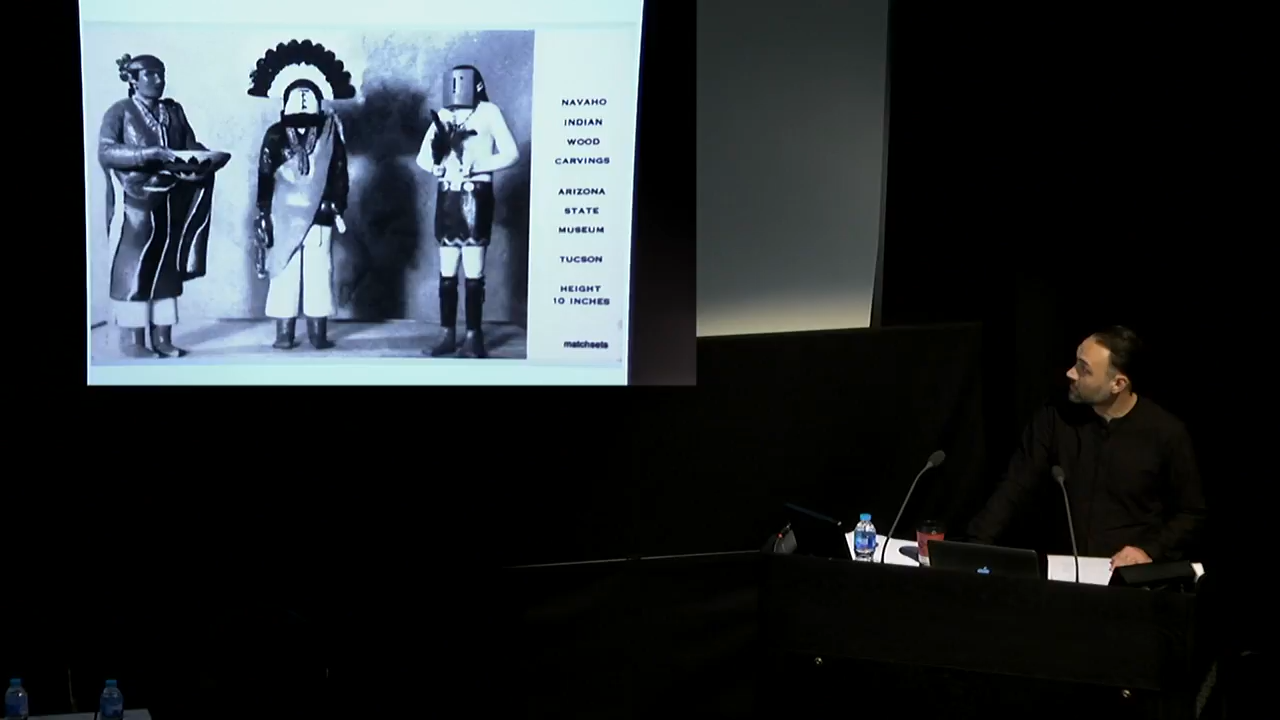 NAVAHO
INDIAN
WOOD
CARVINGS
ARIZONA
STATE
MUSEUM
TUCSON
HEIGHT
10 INCHES
matchsets